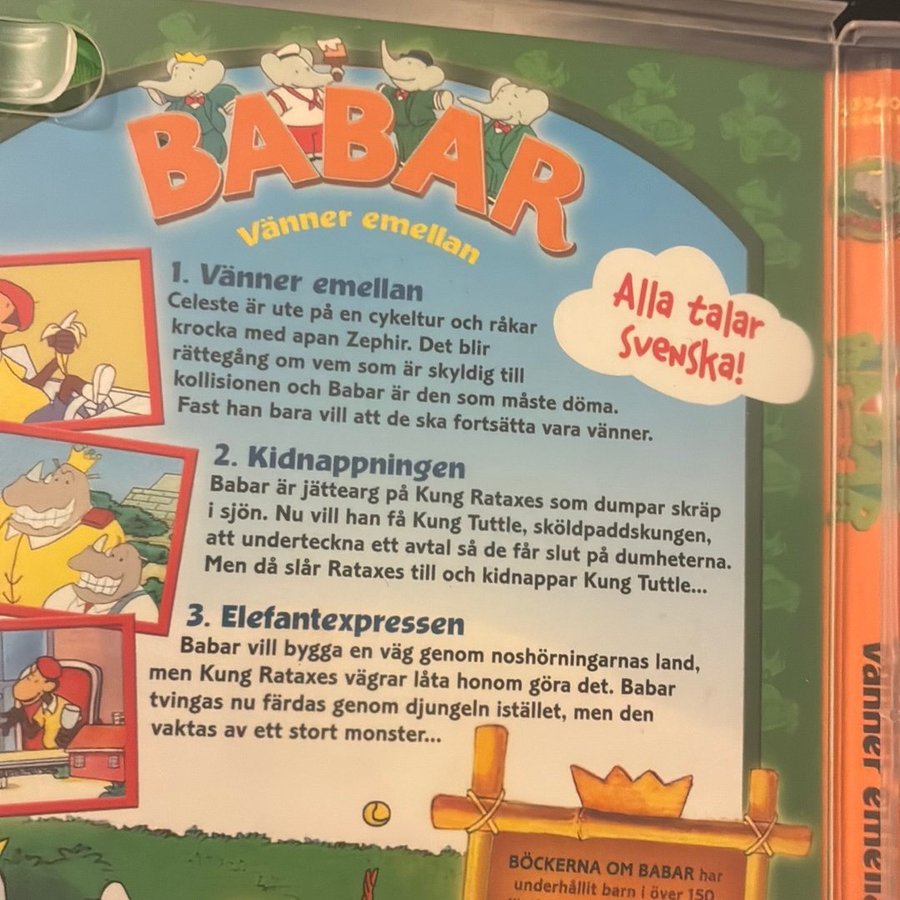 BABAR
Vänner emellan
Alla talar
svenska!
1. Vänner emellan
Celeste är ute på en cykeltur och råkar
krocka med apan Zephir. Det blir
rättegång om vem som är skyldig till
kollisionen och Babar är den som måste döma.
Fast han bara vill att de ska fortsätta vara vänner.
2. Kidnappningen
Babar är jättearg på Kung Rataxes som dumpar skräp
i sjön. Nu vill han få Kung Tuttle, sköldpaddskungen,
att underteckna ett avtal så de får slut på dumheterna.
Men då slår Rataxes till och kidnappar Kung Tuttle...
3. Elefantexpressen
Babar vill bygga en väg genom noshörningarnas land,
men Kung Rataxes vägrar låta honom göra det. Babar
tvingas nu färdas genom djungeln istället, men den
vaktas av ett stort monster...
BÖCKERNA OM BABAR har
underhållit barn i över 150
BABAR
Vänner